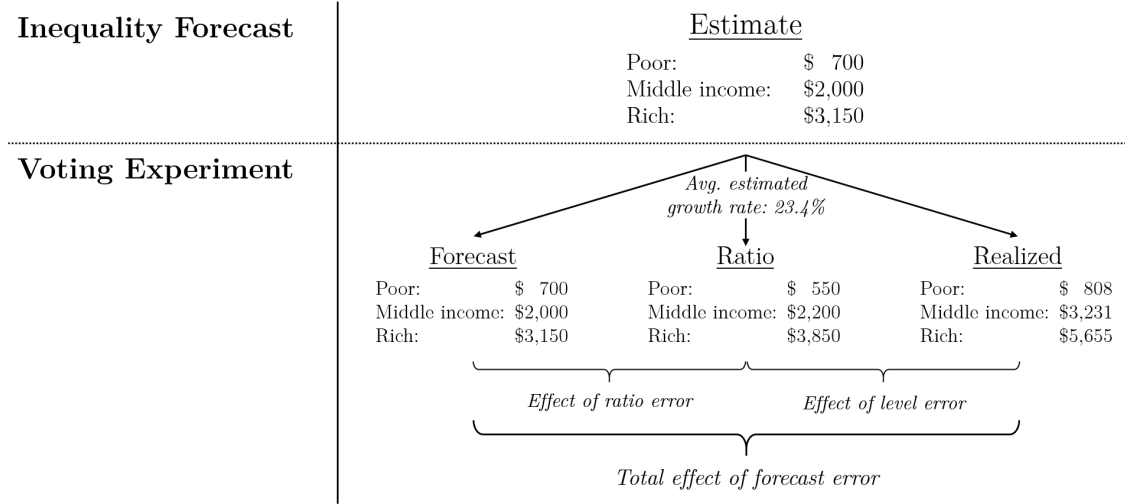 Inequality Forecast
Estimate
Poor: $ 700
Middle income: $2,000
Rich: $3,150
Voting Experiment
Avg. estimated
growth rate: 23.4%
Forecast
Poor: $ 700
Middle income: $2,000
Rich: $3,150
Ratio
Poor: $ 550
Middle income: $2,200
Rich: $3,850
Realized
Poor: $ 808
Middle income: $3,231
Rich: $5,655
Effect of ratio error
Effect of level error
Total effect of forecast error